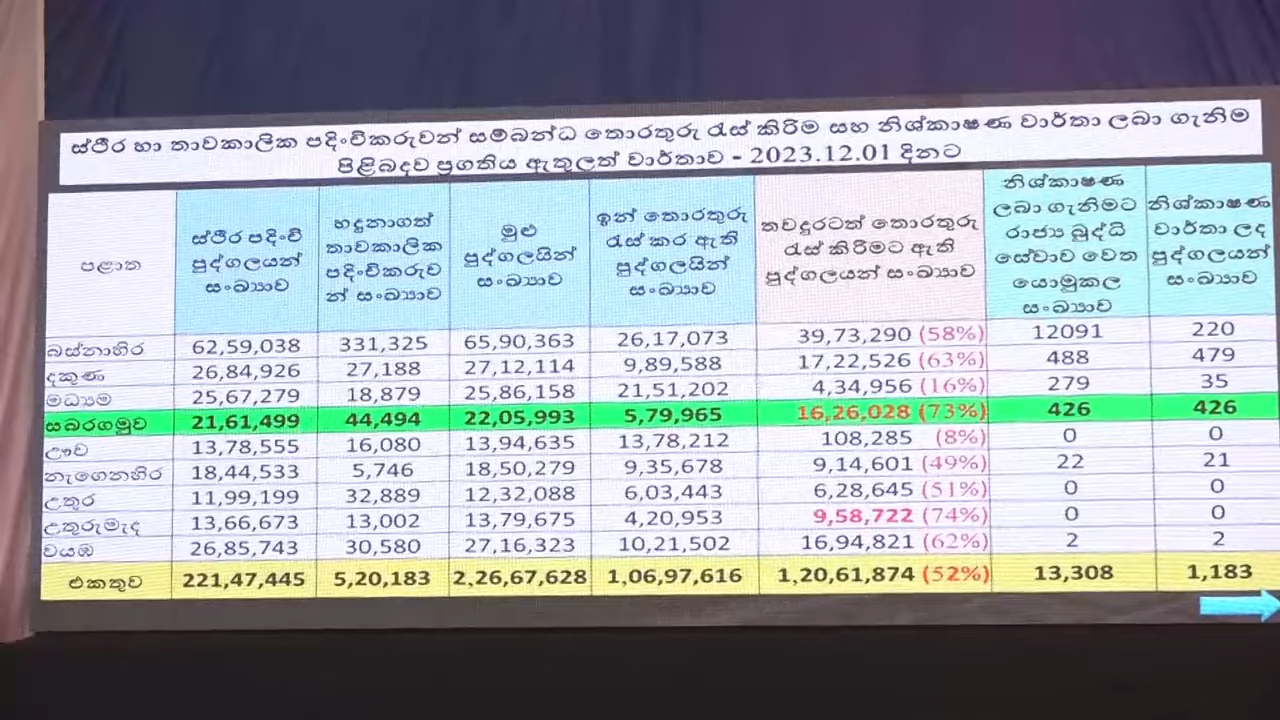 ස්ථීර හා තාවකාලික පදිංචිකරුවන් සම්බන්ධ තොරතුරු රැස් කිරීම සහ නිශ්කාෂණ වාර්තා ලබා ගැනීම
පිළිබඳව ප්‍රගතිය ඇතුලත් වාර්තාව - 2023.12.01 දිනට
පළාත
ස්ථීර පදිංචි
පුද්ගලයන්
සංඛ්‍යාව
හඳුනාගත්
තාවකාලික
පදිංචිකරුව
න් සංඛ්‍යාව
මුළු
පුද්ගලයින්
සංඛ්‍යාව
ඉන් තොරතුරු
රැස් කර ඇති
පුද්ගලයින්
සංඛ්‍යාව
තවදුරටත් තොරතුරු
රැස් කිරීමට ඇති
පුද්ගලයන් සංඛ්‍යාව
නිශ්කාෂණ
ලබා ගැනීමට
රාජ්‍ය බුද්ධි
සේවාව වෙත
යොමුකල
සංඛ්‍යාව
නිශ්කාෂණ
වාර්තා ලද
පුද්ගලයන්
සංඛ්‍යාව
බස්නාහිර 62,59,038 331,325 65,90,363 26,17,073 39,73,290 (58%) 12091 220
දකුණ 26,84,926 27,188 27,12,114 9,89,588 17,22,526 (63%) 488 479
මධ්‍යම 25,67,279 18,879 25,86,158 21,51,202 4,34,956 (16%) 279 35
සබරගමුව 21,61,499 44,494 22,05,993 5,79,965 16,26,028 (73%) 426 426
ඌව 13,78,555 16,080 13,94,635 13,78,212 108,285 (8%) 0 0
නැගෙනහිර 18,44,533 5,746 18,50,279 9,35,678 9,14,601 (49%) 22 21
උතුර 11,99,199 32,889 12,32,088 6,03,443 6,28,645 (51%) 0 0
උතුරුමැද 13,66,673 13,002 13,79,675 4,20,953 9,58,722 (74%) 0 0
වයඹ 26,85,743 30,580 27,16,323 10,21,502 16,94,821 (62%) 2 2
එකතුව 221,47,445 5,20,183 2,26,67,628 1,06,97,616 1,20,61,874 (52%) 13,308 1,183